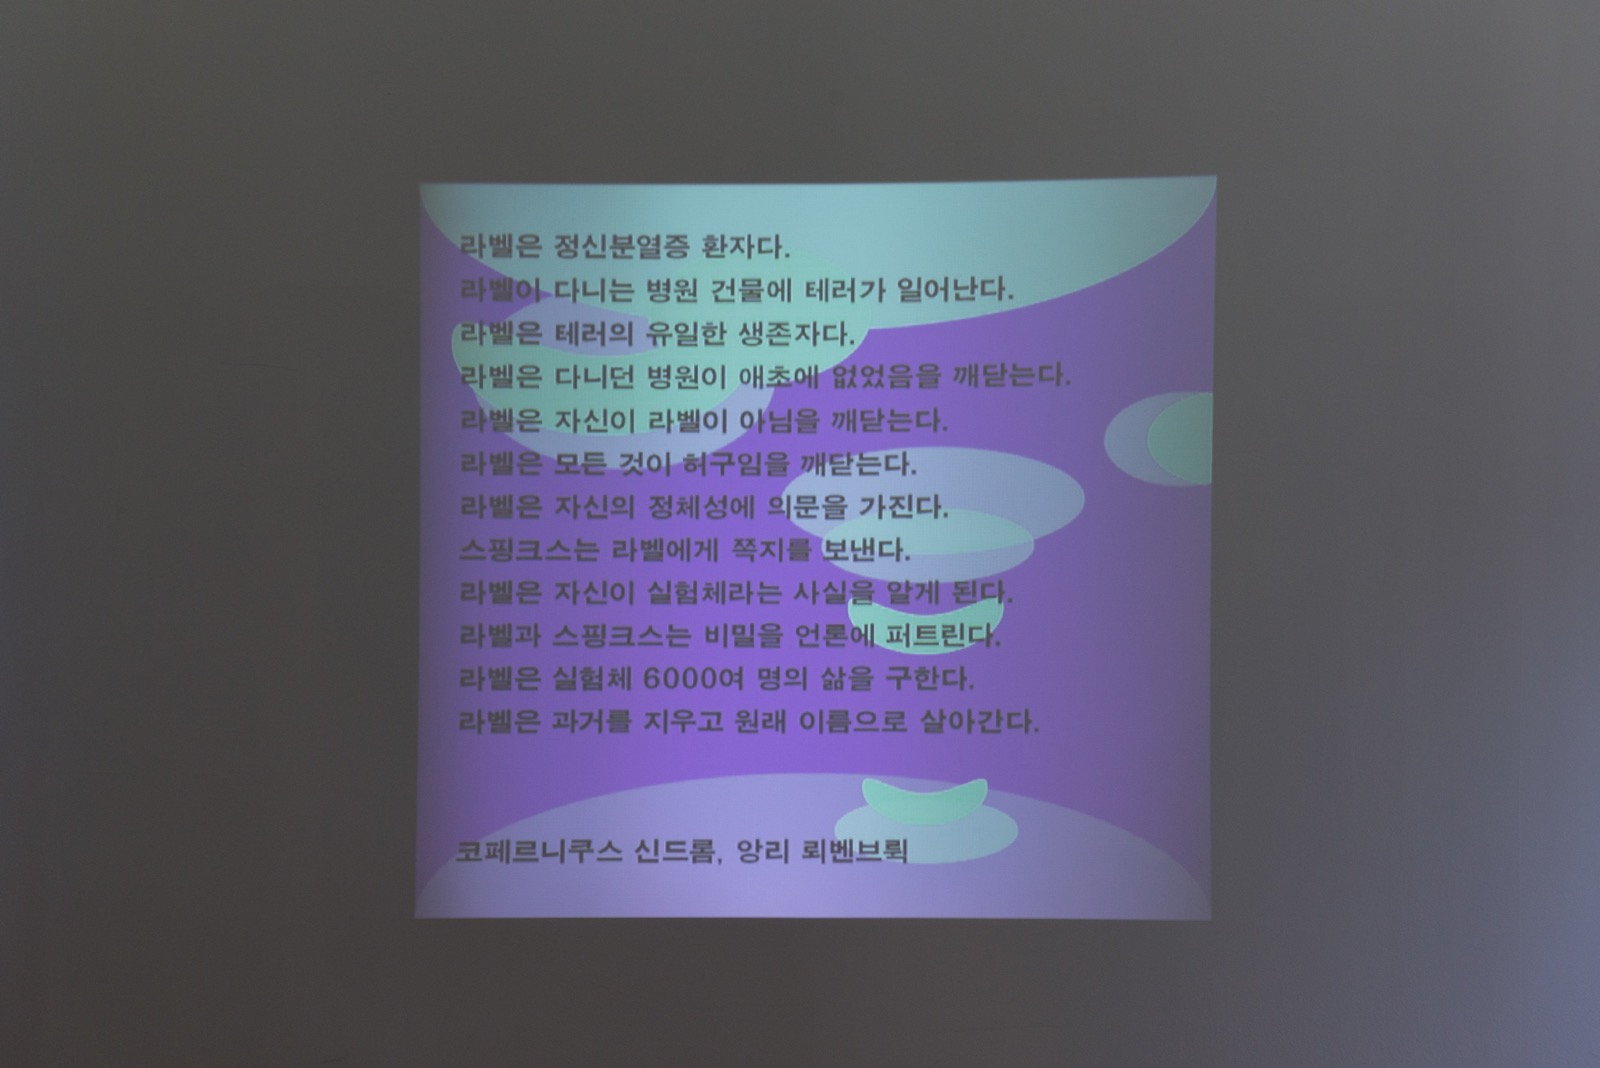 라벨은 정신분열증 환자다.
라벨이 다니는 병원 건물에 테러가 일어난다.
라벨은 테러의 유일한 생존자다.
라벨은 다니던 병원이 애초에 없었음을 깨닫는다.
라벨은 자신이 라벨이 아님을 깨닫는다.
라벨은 모든 것이 허구임을 깨닫는다.
라벨은 자신의 정체성에 의문을 가진다.
스핑크스는 라벨에게 쪽지를 보낸다.
라벨은 자신이 실험체라는 사실을 알게 된다.
라벨과 스핑크스는 비밀을 언론에 퍼트린다.
라벨은 실험체 6000여 명의 삶을 구한다.
라벨은 과거를 지우고 원래 이름으로 살아간다.
코페르니쿠스 신드롬, 앙리 뢰벤브뤽